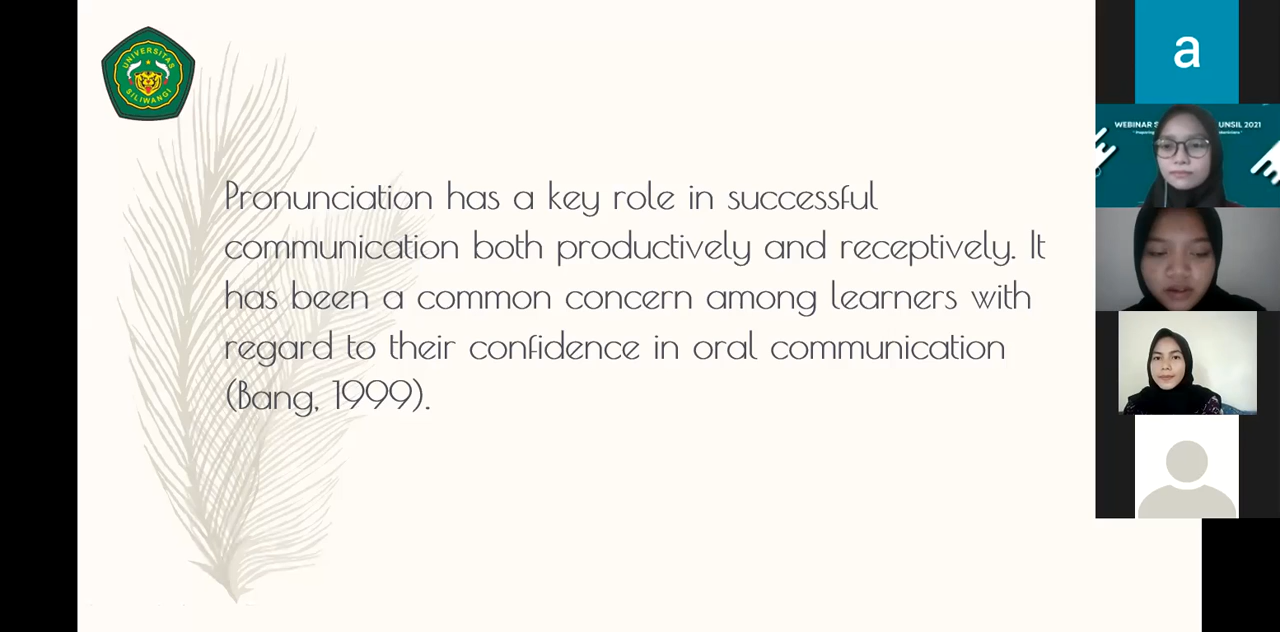 UNIVERSITAS
SILIWANGI
Pronunciation has a key role in successful
communication both productively and receptively. It
has been a common concern among learners with
regard to their confidence in oral communication
(Bang, 1999).
a
WEBINAR S UNSIL 2021